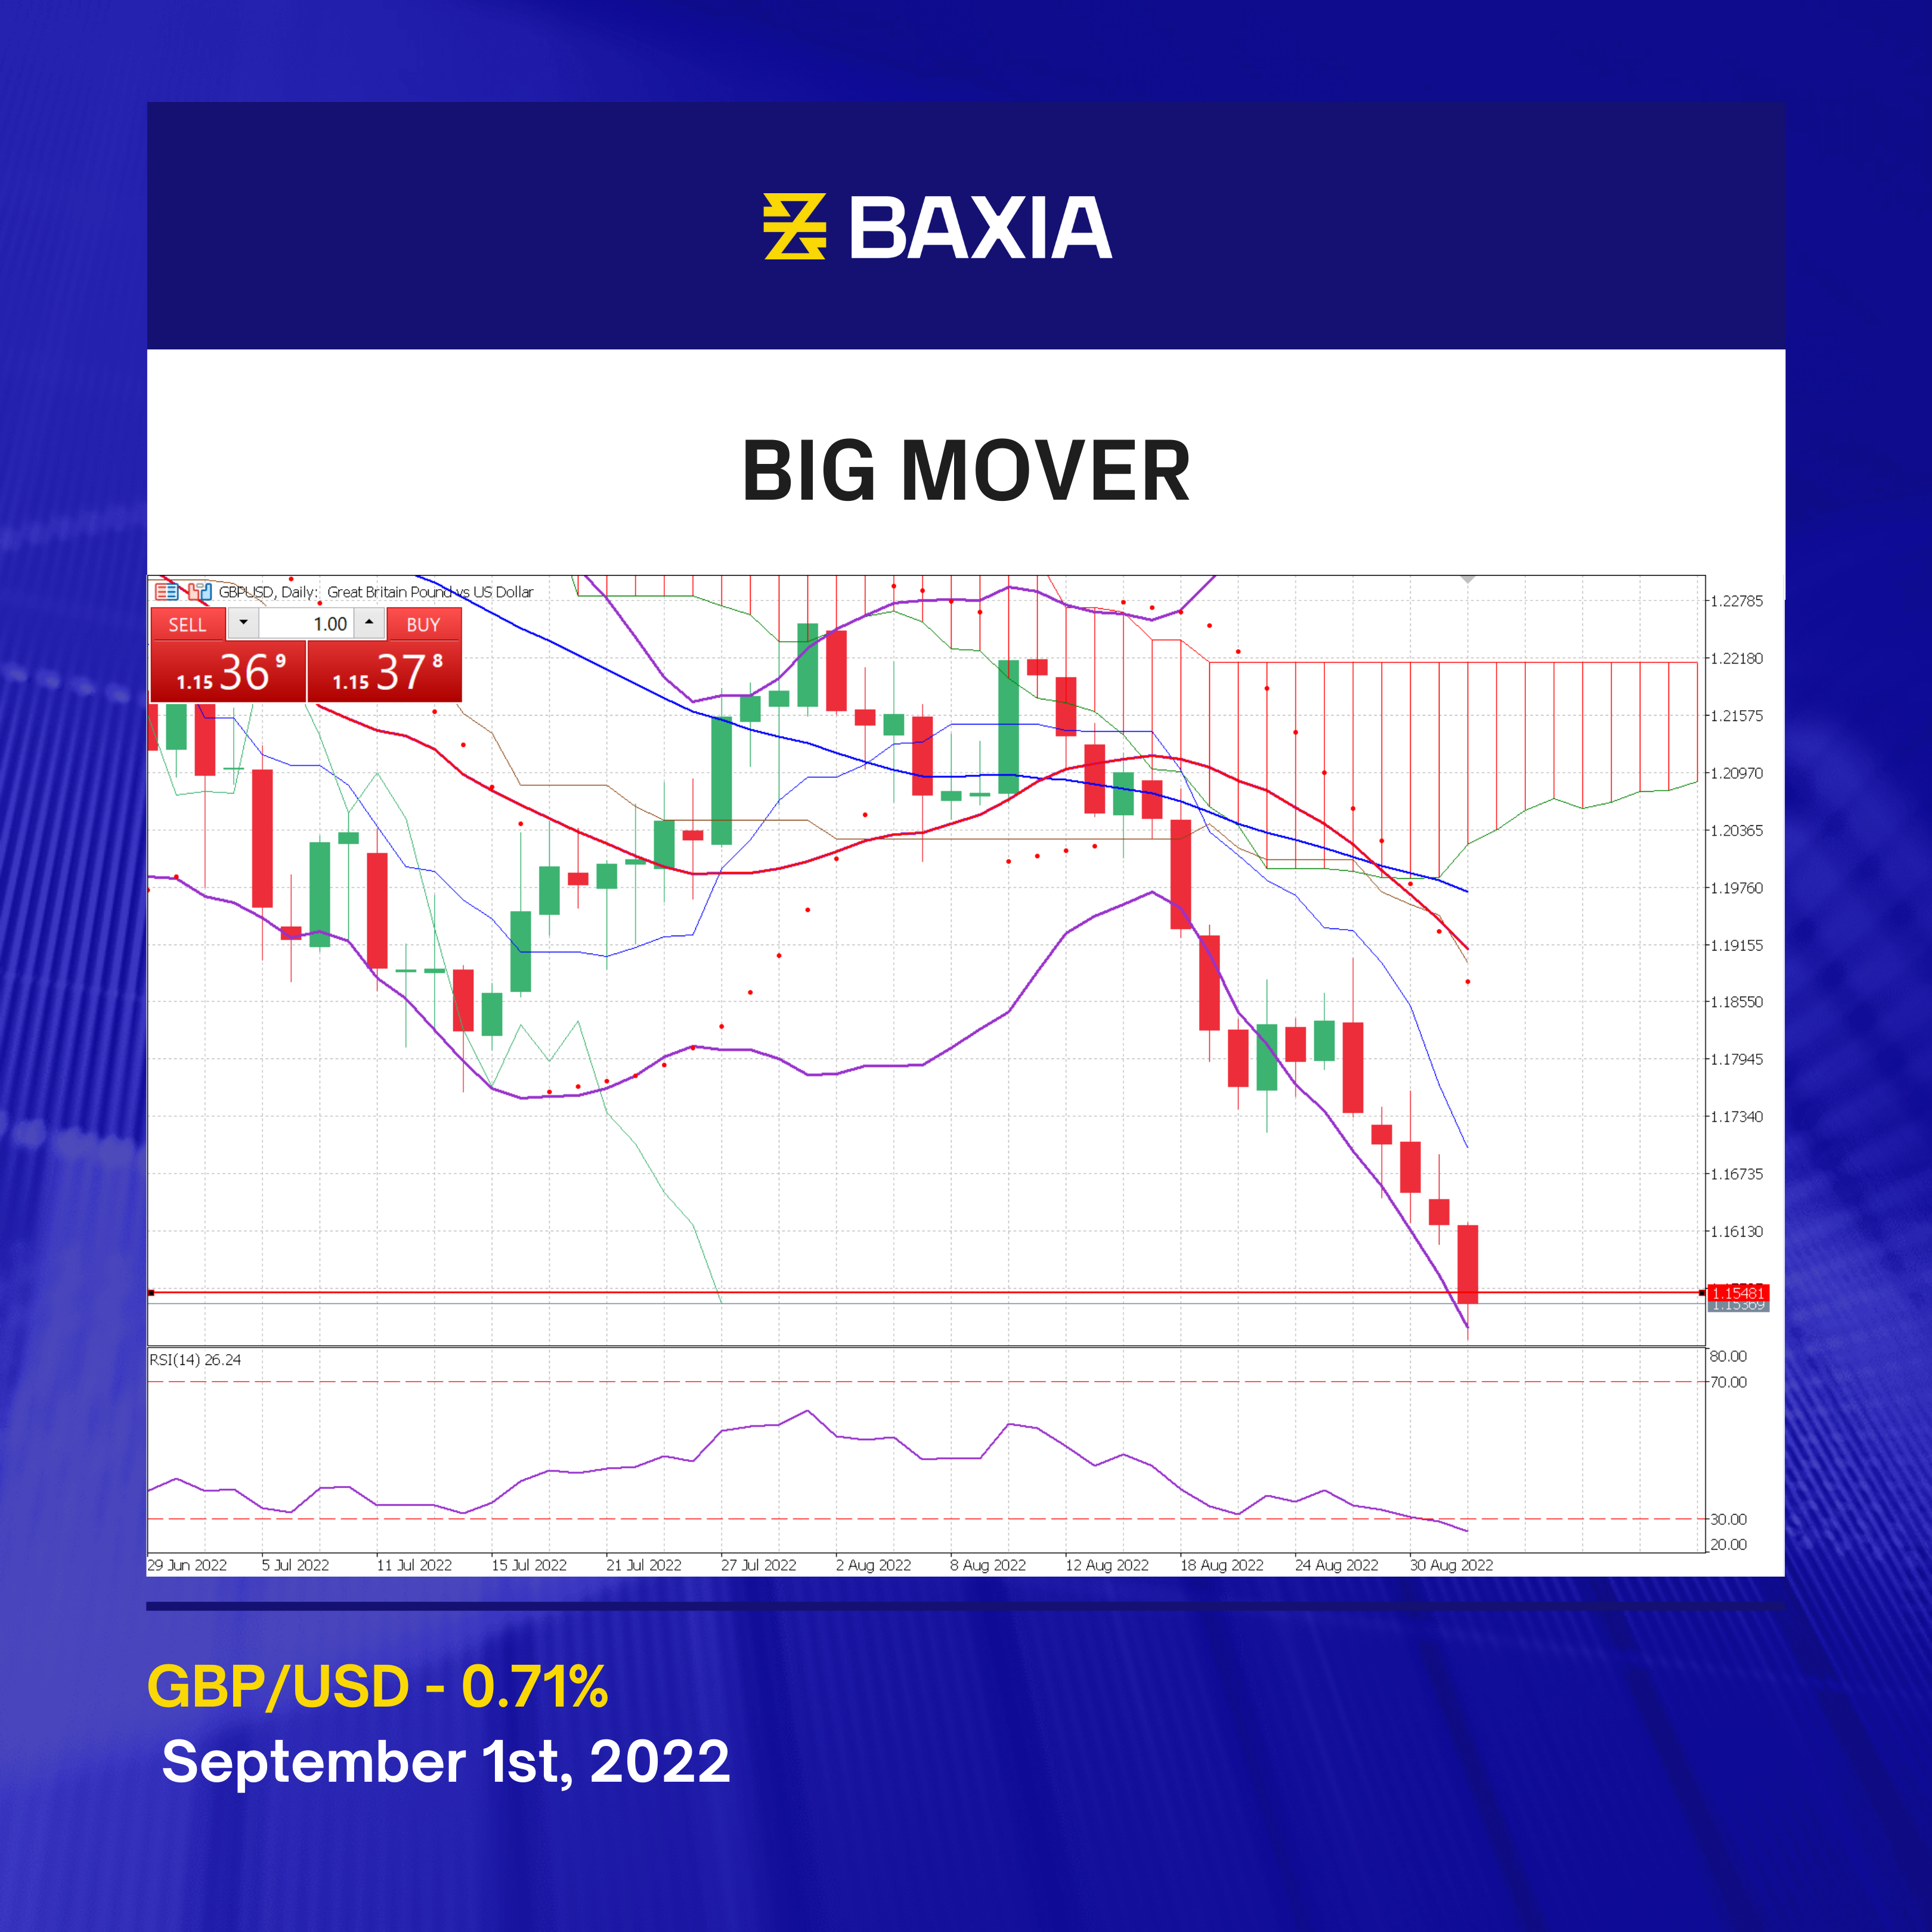 BAXIA
BIG MOVER
GBPUSD, Daily: Great Britain Pound vs US Dollar
SELL 1.00 BUY
1.15 36 9 1.15 37 8
1.22785
1.22180
1.21575
1.20970
1.20365
1.19760
1.19155
1.18550
1.17945
1.17340
1.16735
1.16130
1.15481
1.15369
RSI(14) 26.24
80.00
70.00
30.00
20.00
29 Jun 2022 5 Jul 2022 11 Jul 2022 15 Jul 2022 21 Jul 2022 27 Jul 2022 2 Aug 2022 8 Aug 2022 12 Aug 2022 18 Aug 2022 24 Aug 2022 30 Aug 2022
GBP/USD - 0.71%
September 1st, 2022